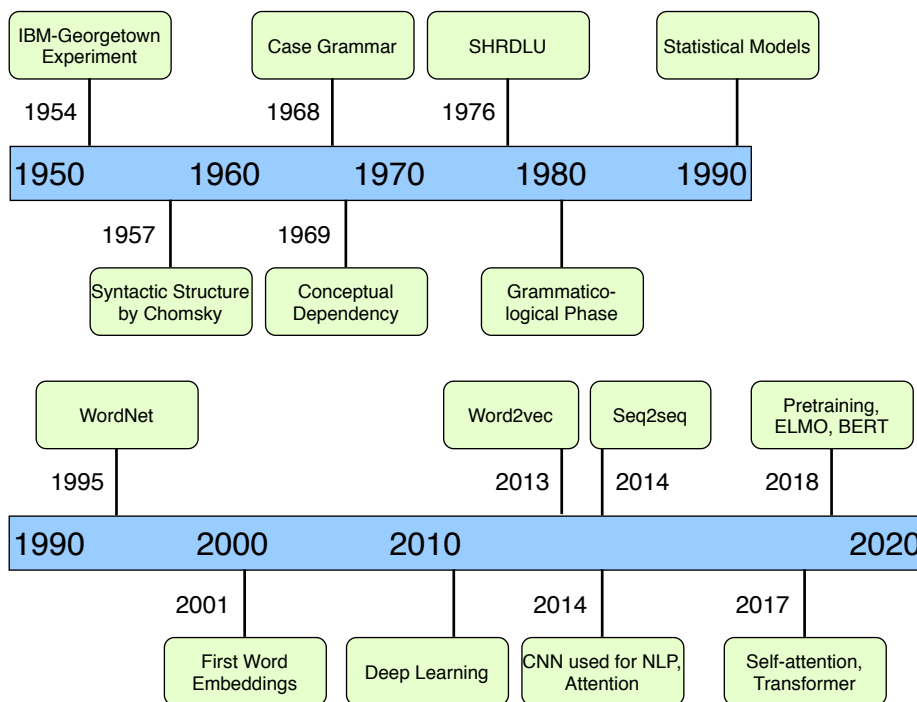 IBM-Georgetown
Experiment
Case Grammar
SHRDLU
Statistical Models
1954
1968
1976
1950
1960
1970
1980
1990
1957
1969
Syntactic Structure
by Chomsky
Conceptual
Dependency
Grammatico-
logical Phase
WordNet
Word2vec
Seq2seq
Pretraining,
ELMO, BERT
1995
2013
2014
2018
1990
2000
2010
2020
2001
2014
2017
First Word
Embeddings
Deep Learning
CNN used for NLP,
Attention
Self-attention,
Transformer